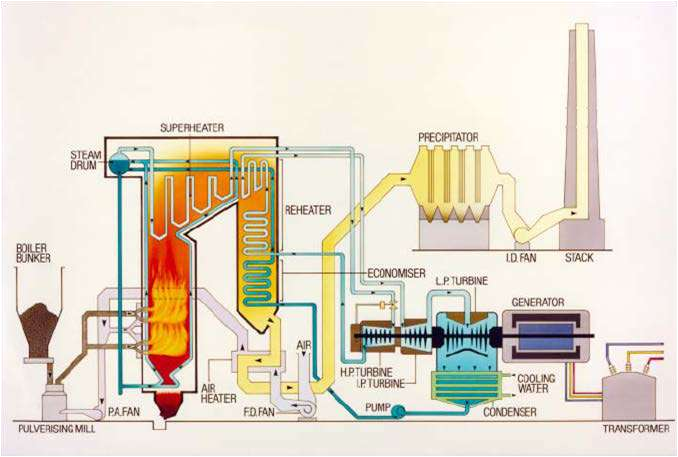 SUPERHEATER
STEAM
DRUM
PRECIPITATOR
REHEATER
BOILER
BUNKER
I.D. FAN
STACK
ECONOMISER
L.P. TURBINE
GENERATOR
AIR
H.P. TURBINE
I.P. TURBINE
COOLING
WATER
AIR
HEATER
P.A. FAN
F.D. FAN
PUMP
CONDENSER
PULVERISING MILL
TRANSFORMER